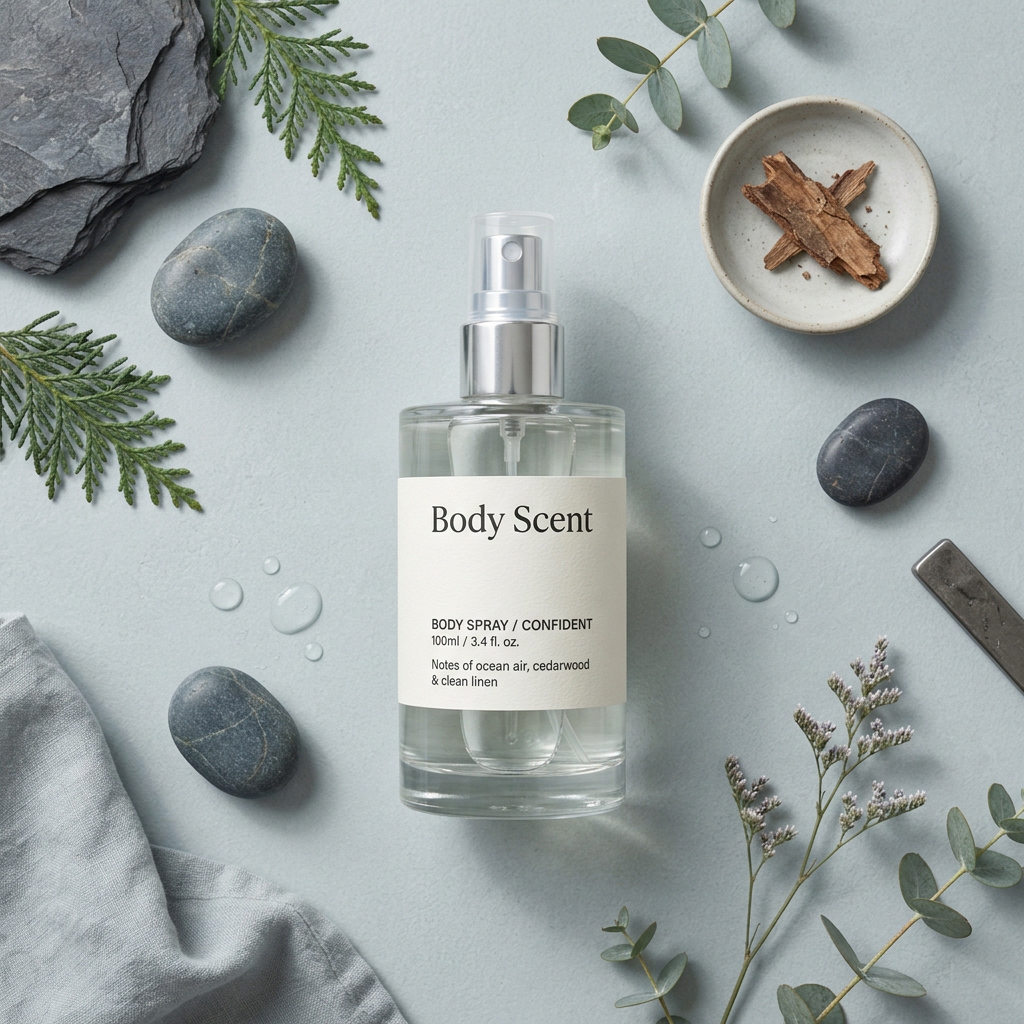 Body Scent
BODY SPRAY / CONFIDENT
100ml / 3.4 fl. oz.
Notes of ocean air, cedarwood
& clean linen